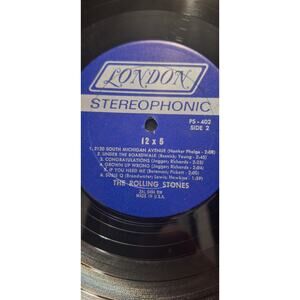 LONDON
STEREOPHONIC
PS - 402
SIDE 2
12 x 5
1. 2120 SOUTH MICHIGAN AVENUE (Nanker Phelge - 2:08)
2. UNDER THE BOARDWALK (Resnick; Young - 2:45)
3. CONGRATULATIONS (Jagger; Richards - 2:25)
4. GROWN UP WRONG (Jagger; Richards - 2:04)
5. IF YOU NEED ME (Bateman; Pickett - 2:00)
6. SUSIE Q (Broadwater; Lewis; Hawkins - 1:59)
THE ROLLING STONES
MADE IN U.S.A.